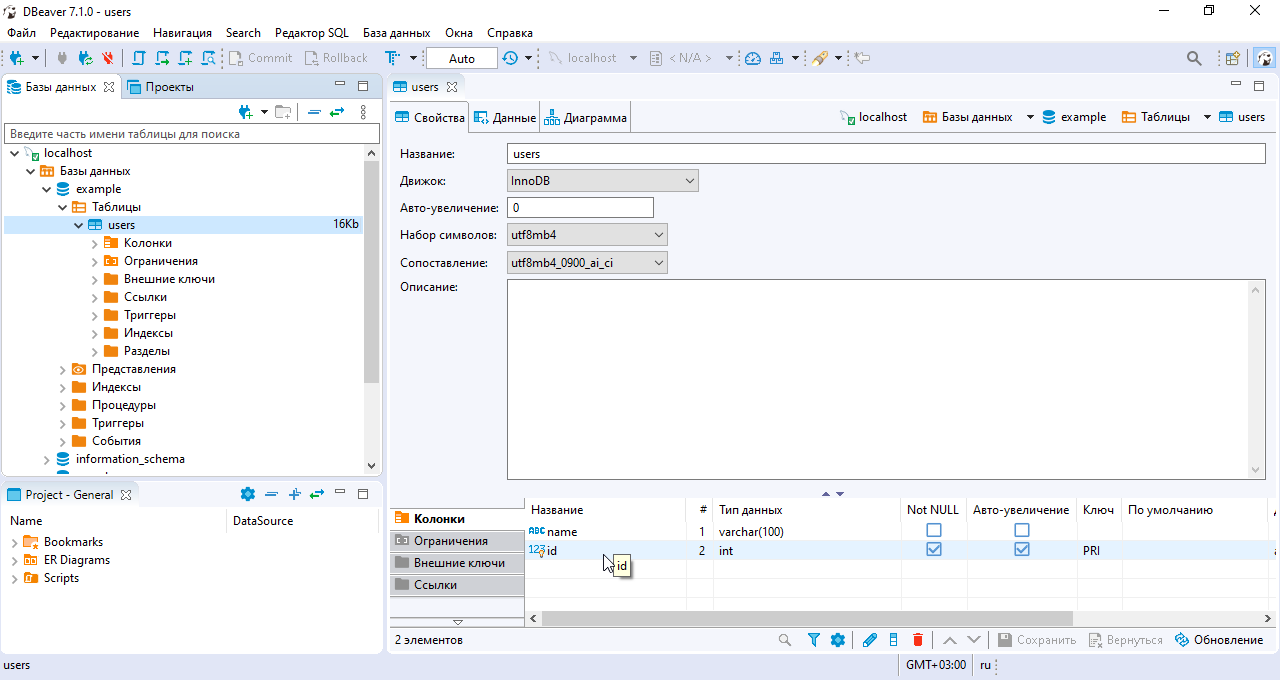 DBeaver 7.1.0 - users
Файл Редактирование Навигация Search Редактор SQL База данных Окна Справка
Commit Rollback Auto localhost < N/A >
Базы данных Проекты
Введите часть имени таблицы для поиска
localhost
Базы данных
example
Таблицы
users 16Kb
Колонки
Ограничения
Внешние ключи
Ссылки
Триггеры
Индексы
Разделы
Представления
Индексы
Процедуры
Триггеры
События
information_schema
Project - General
Name DataSource
Bookmarks
ER Diagrams
Scripts
users
Свойства Данные Диаграмма localhost Базы данных example Таблицы users
Название: users
Движок: InnoDB
Авто-увеличение: 0
Набор символов: utf8mb4
Сопоставление: utf8mb4_0900_ai_ci
Описание:
Колонки
Ограничения
Внешние ключи
Ссылки
Название # Тип данных Not NULL Авто-увеличение Ключ По умолчанию
ABC name 1 varchar(100)
123 id 2 int PRI
id
2 элементов Сохранить Вернуться Обновление
users GMT+03:00 ru